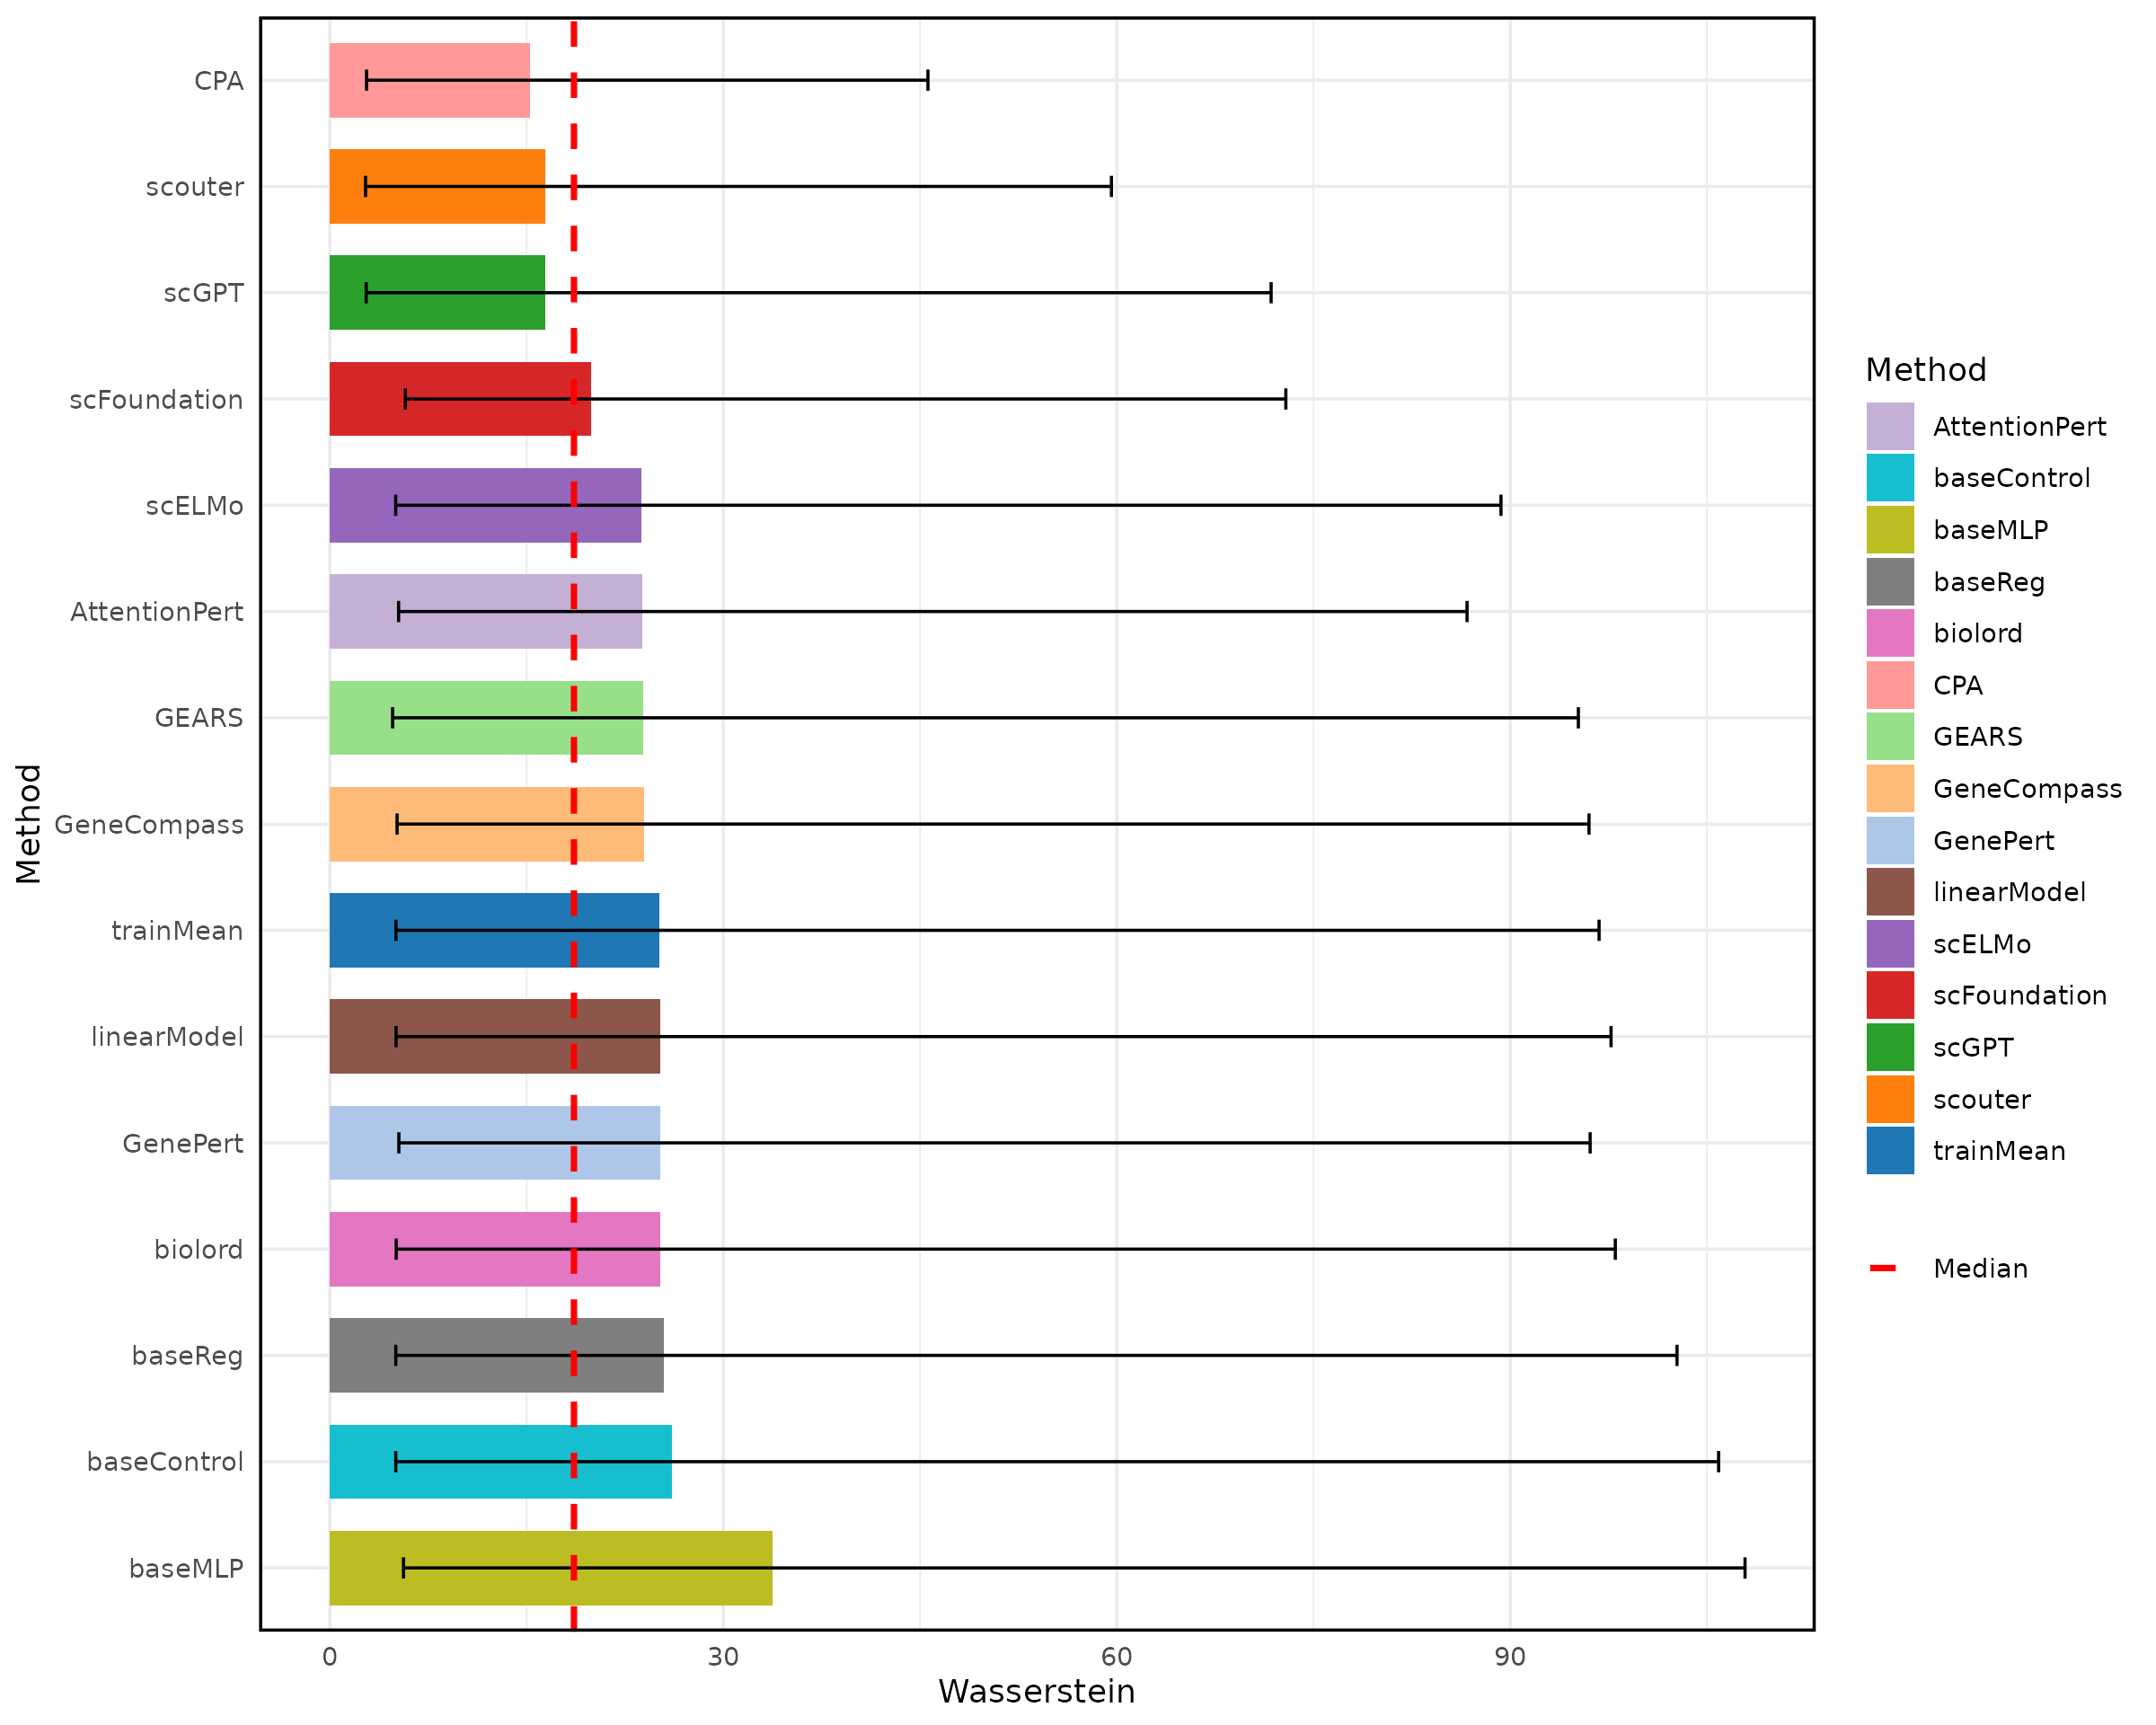 CPA
scouter
scGPT
scFoundation
scELMo
AttentionPert
GEARS
GeneCompass
trainMean
linearModel
GenePert
biolord
baseReg
baseControl
baseMLP
Method
0 30 60 90
Wasserstein
Method
AttentionPert
baseControl
baseMLP
baseReg
biolord
CPA
GEARS
GeneCompass
GenePert
linearModel
scELMo
scFoundation
scGPT
scouter
trainMean
Median